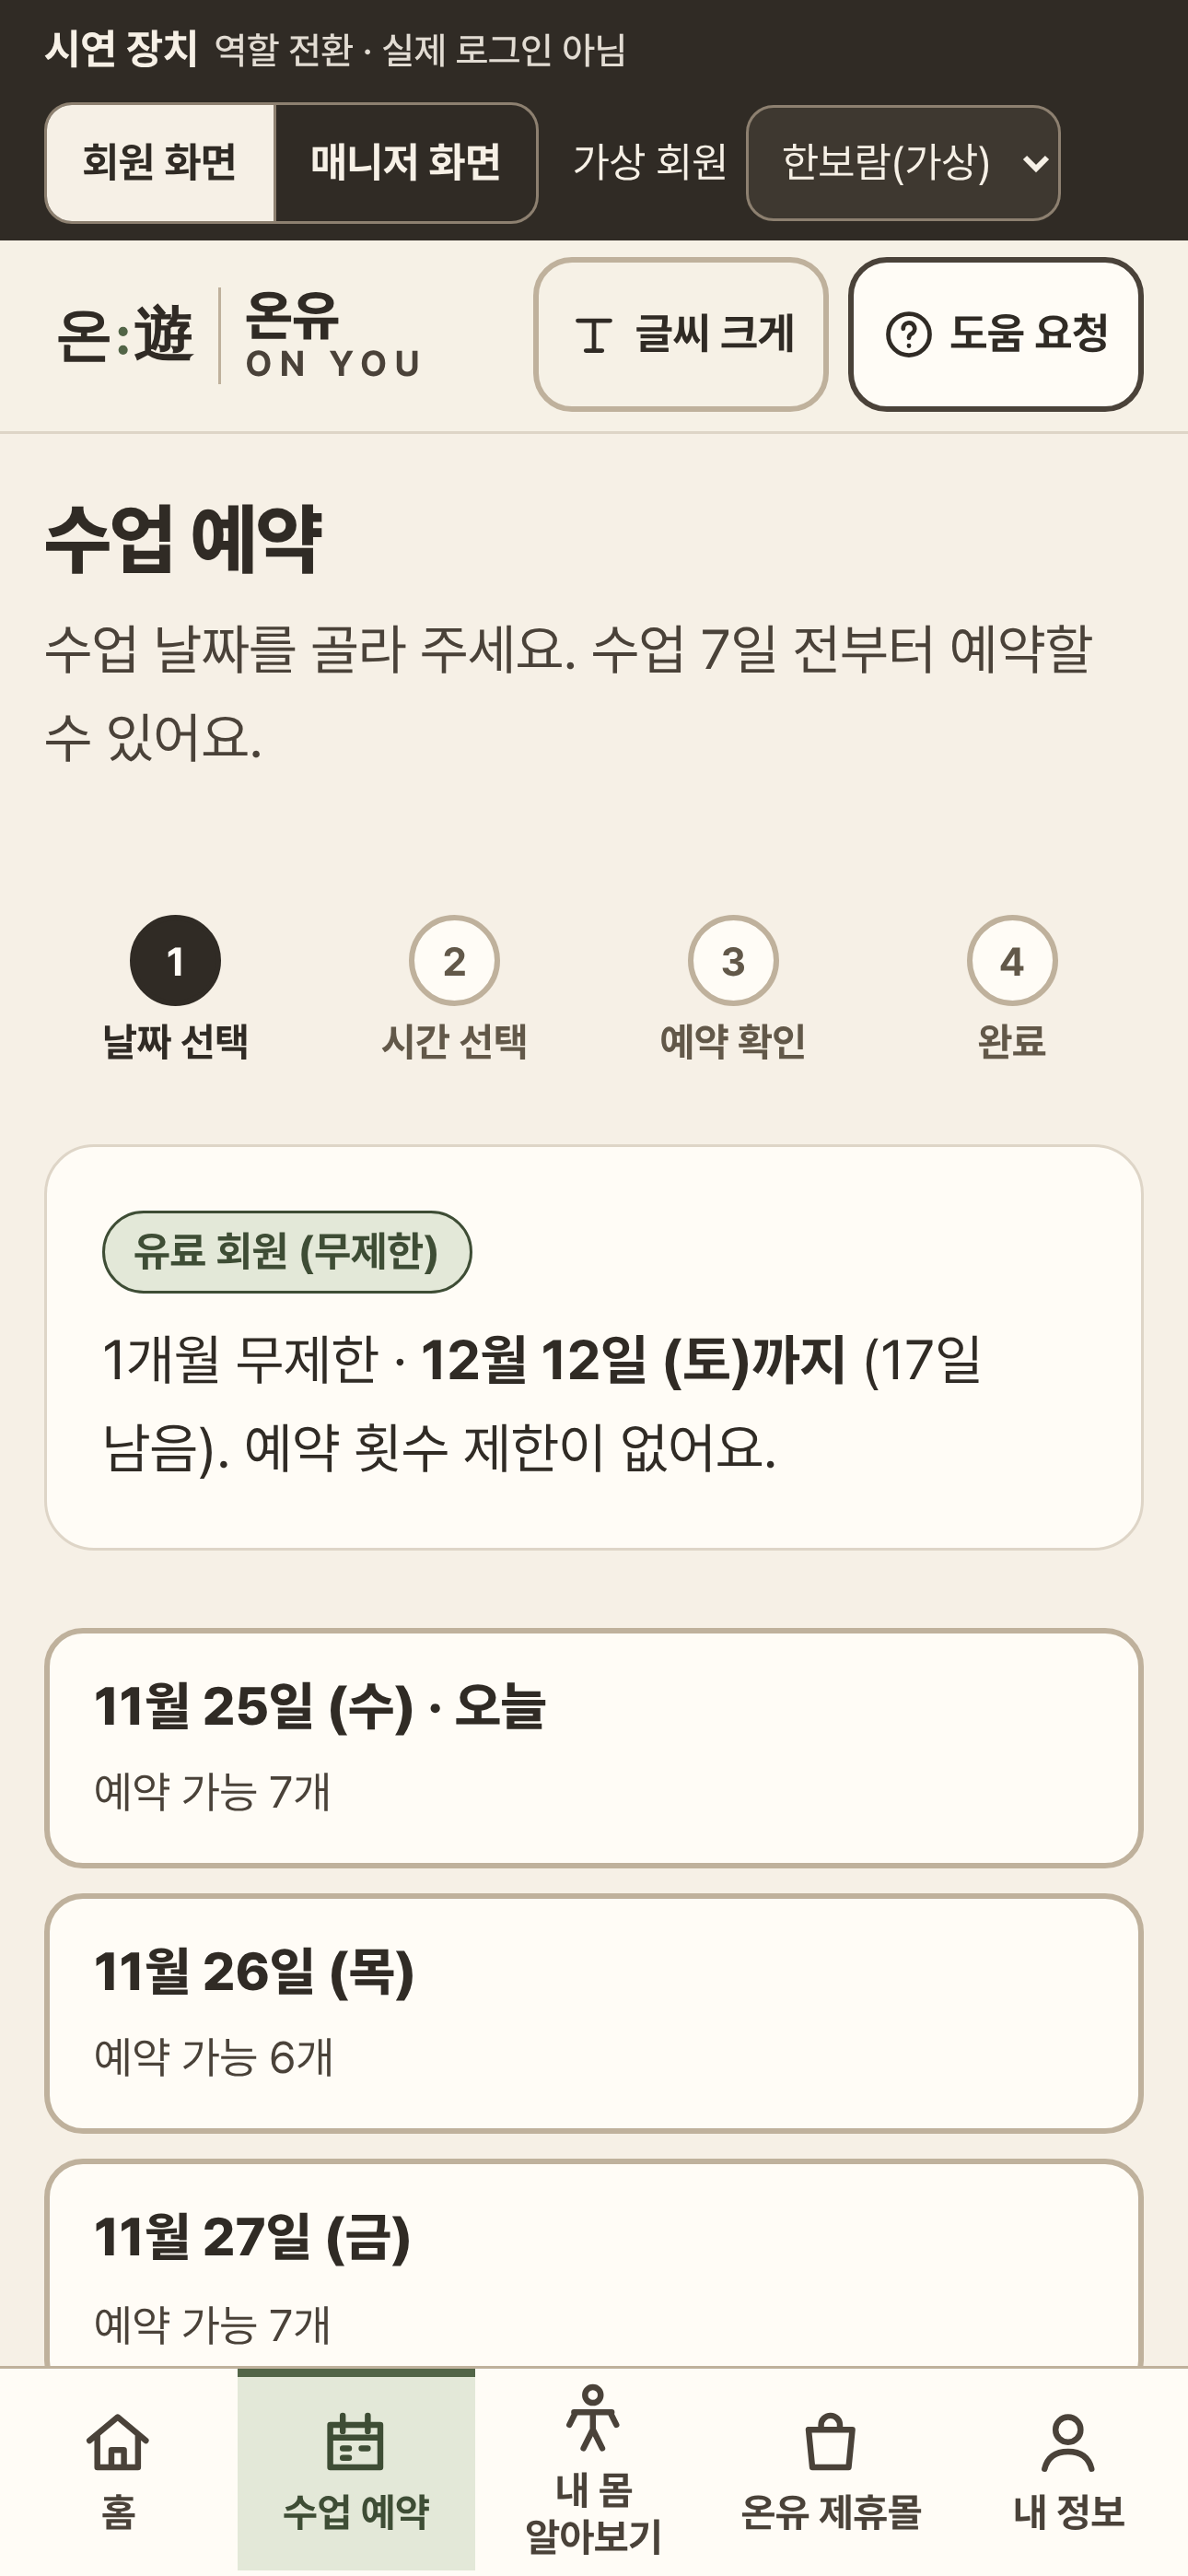 시연 장치 역할 전환 · 실제 로그인 아님
회원 화면 매니저 화면 가상 회원 한보람(가상)
온:遊 온유 ON YOU 글씨 크게 도움 요청
수업 예약
수업 날짜를 골라 주세요. 수업 7일 전부터 예약할
수 있어요.
1 2 3 4
날짜 선택 시간 선택 예약 확인 완료
유료 회원 (무제한)
1개월 무제한 · 12월 12일 (토)까지 (17일
남음). 예약 횟수 제한이 없어요.
11월 25일 (수) · 오늘
예약 가능 7개
11월 26일 (목)
예약 가능 6개
11월 27일 (금)
예약 가능 7개
홈 수업 예약 내 몸 알아보기 온유 제휴몰 내 정보